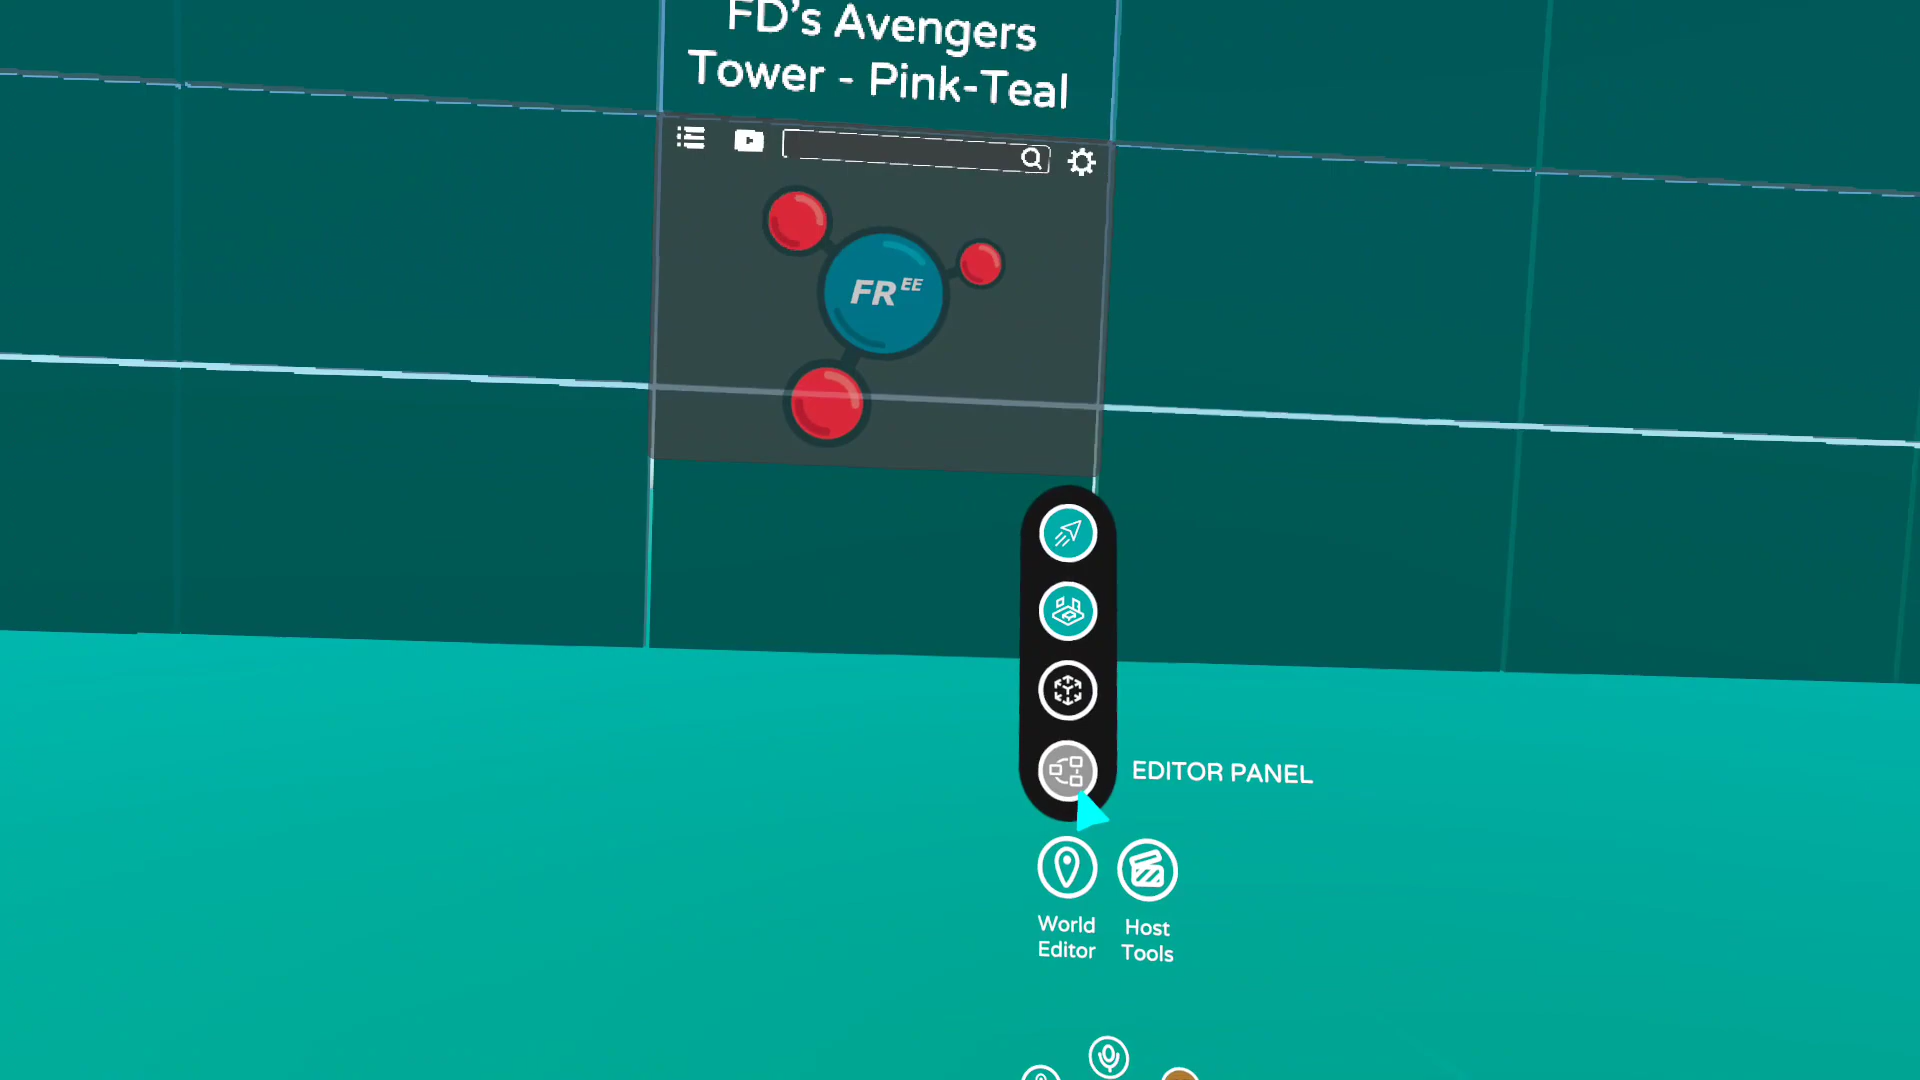 FD's Avengers
Tower - Pink-Teal
FR EE
EDITOR PANEL
World
Editor
Host
Tools